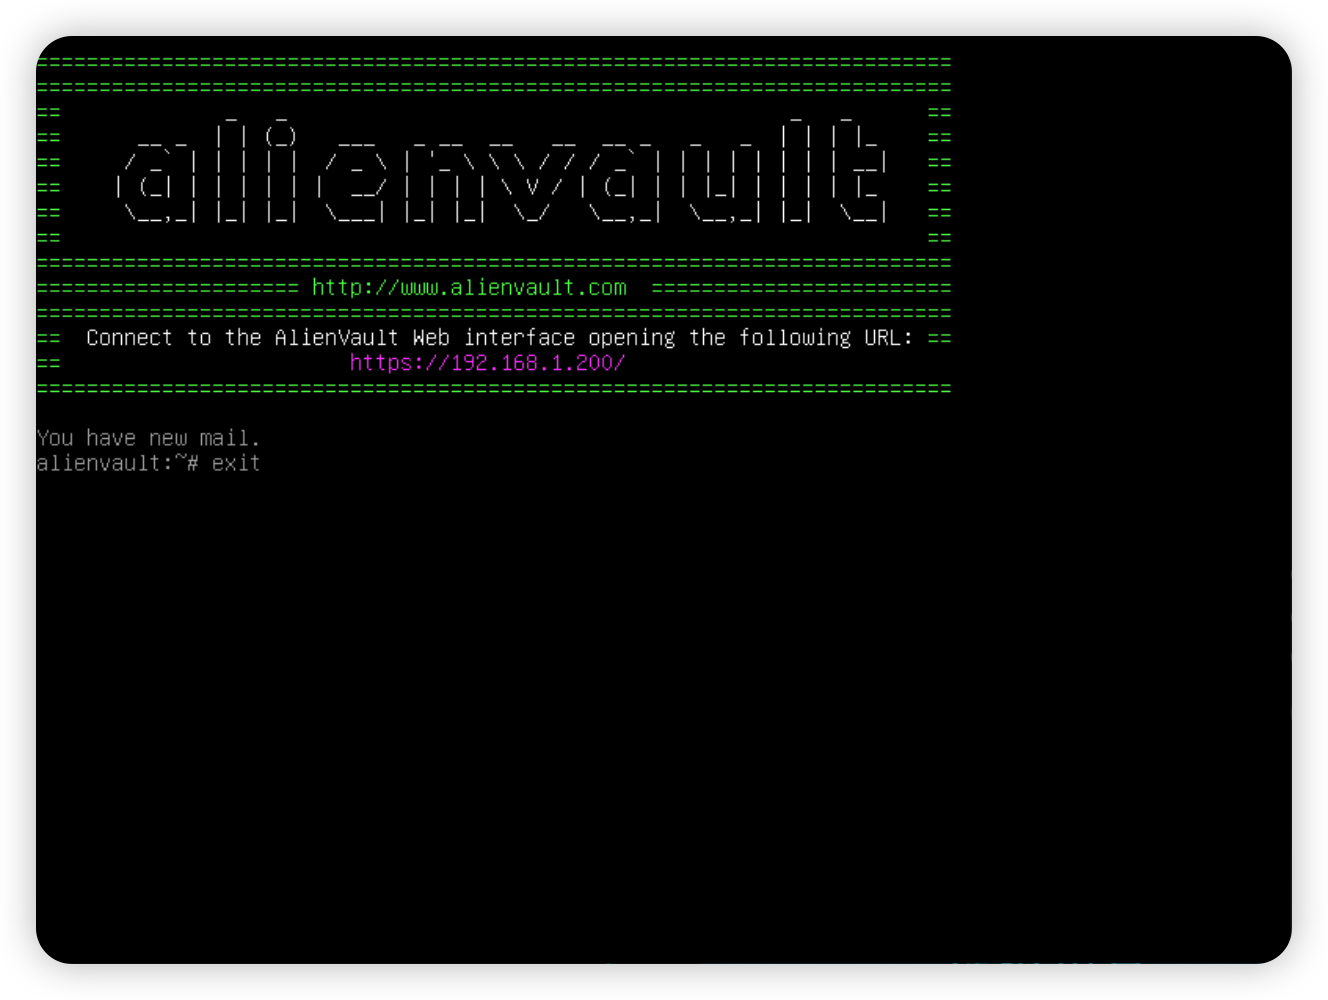 alienvault
http://www.alienvault.com
Connect to the AlienVault Web interface opening the following URL:
https://192.168.1.200/
You have new mail.
alienvault:~# exit